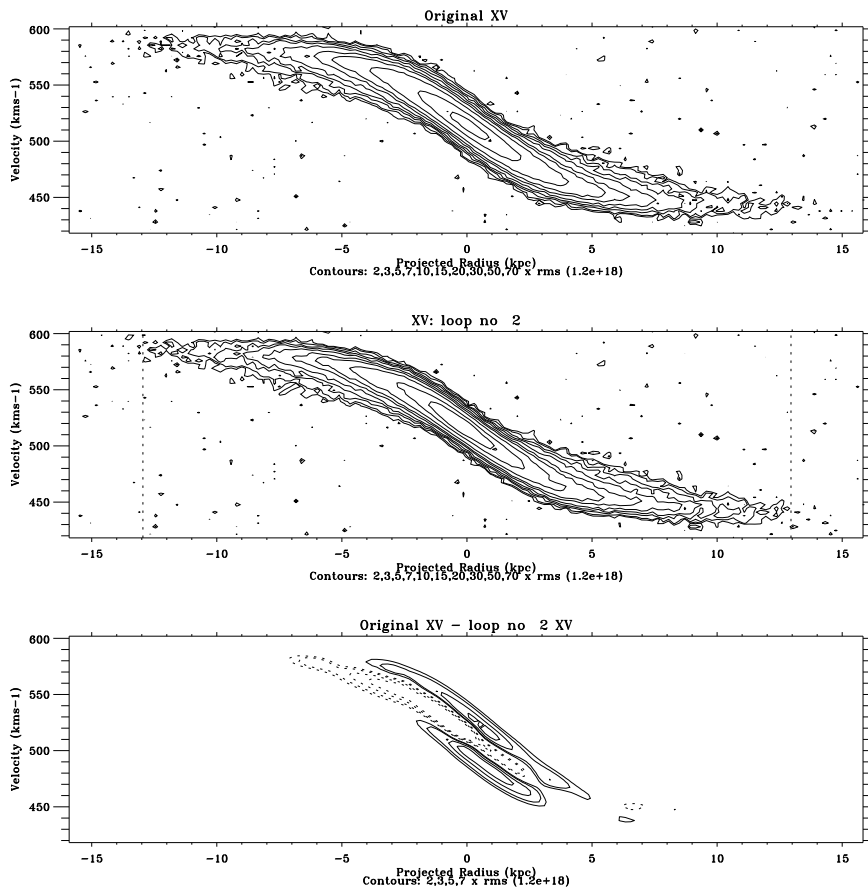 Original XV
600
550
500
450
Velocity (kms−1)
−15 −10 −5 0 5 10 15
Projected Radius (kpc)
Contours: 2,3,5,7,10,15,20,30,50,70 x rms (1.2e+18)
XV: loop no 2
600
550
500
450
Velocity (kms−1)
−15 −10 −5 0 5 10 15
Projected Radius (kpc)
Contours: 2,3,5,7,10,15,20,30,50,70 x rms (1.2e+18)
Original XV − loop no 2 XV
600
550
500
450
Velocity (kms−1)
−15 −10 −5 0 5 10 15
Projected Radius (kpc)
Contours: 2,3,5,7 x rms (1.2e+18)